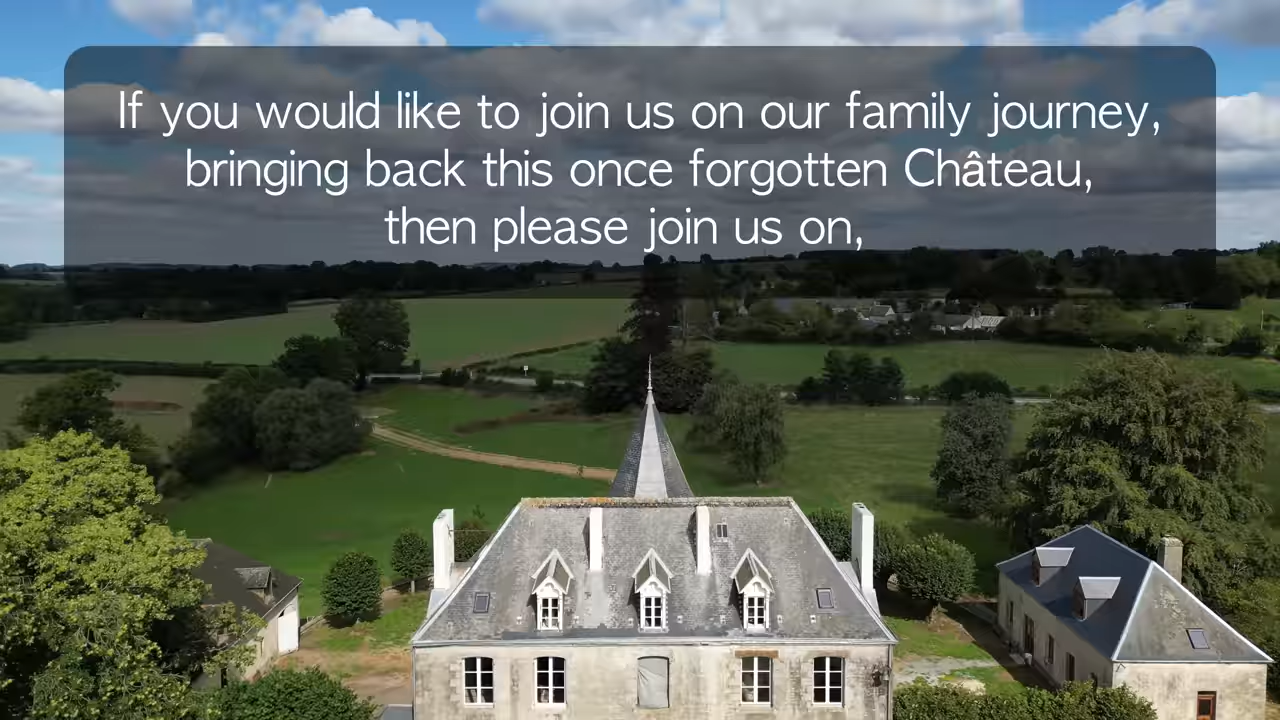 If you would like to join us on our family journey,
bringing back this once forgotten Château,
then please join us on,